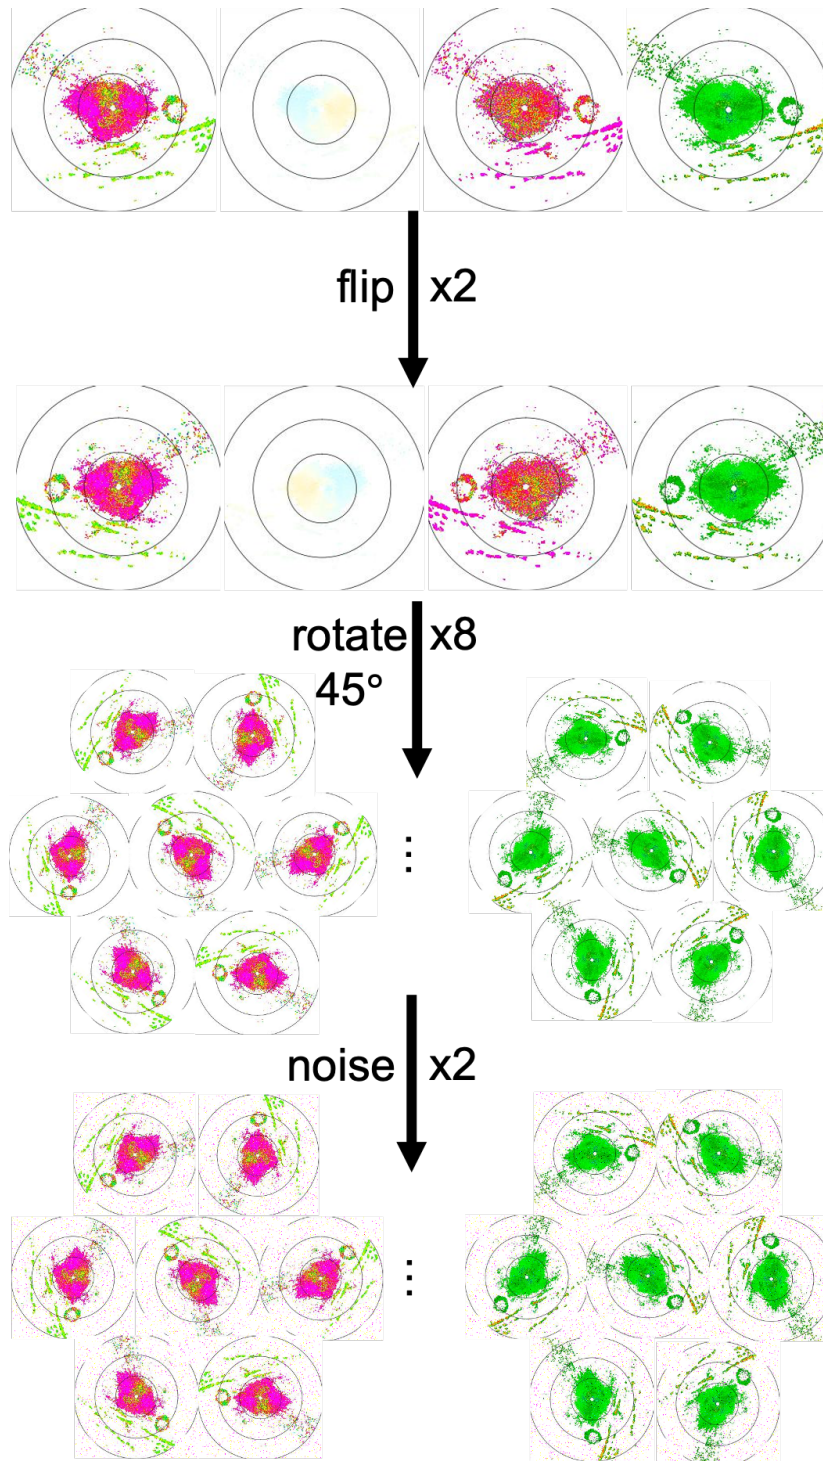 flip x2
rotate x8
45°
⋮
noise x2
⋮